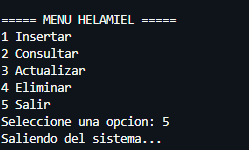 ===== MENU HELAMIEL =====
1 Insertar
2 Consultar
3 Actualizar
4 Eliminar
5 Salir
Seleccione una opcion: 5
Saliendo del sistema...